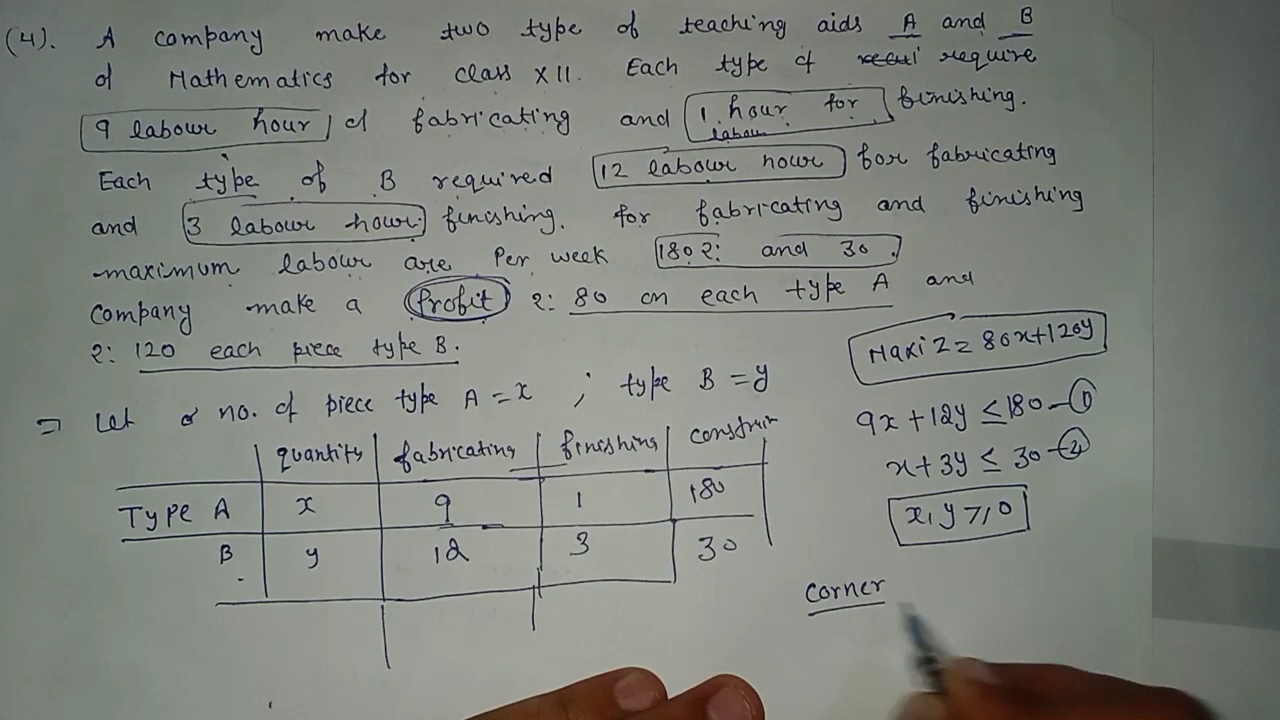 (4). A company make two type of teaching aids A and B
of Mathematics for class XII. Each type of require
9 labour hour of fabricating and 1 labour hour for finishing.
Each type of B required 12 labour hour for fabricating
and 3 labour hour finishing. for fabricating and finishing
maximum labour are Per week 180 and 30.
company make a Profit 80 on each type A and
120 each piece type B.
Maxi Z = 80x+120y
⇒ Let no. of piece type A = x ; type B = y
9x + 12y ≤ 180 - ①
x + 3y ≤ 30 - ②
x, y ≥ 0
quantity fabricating finishing constrain
Type A x 9 1 180
B y 12 3 30
corner